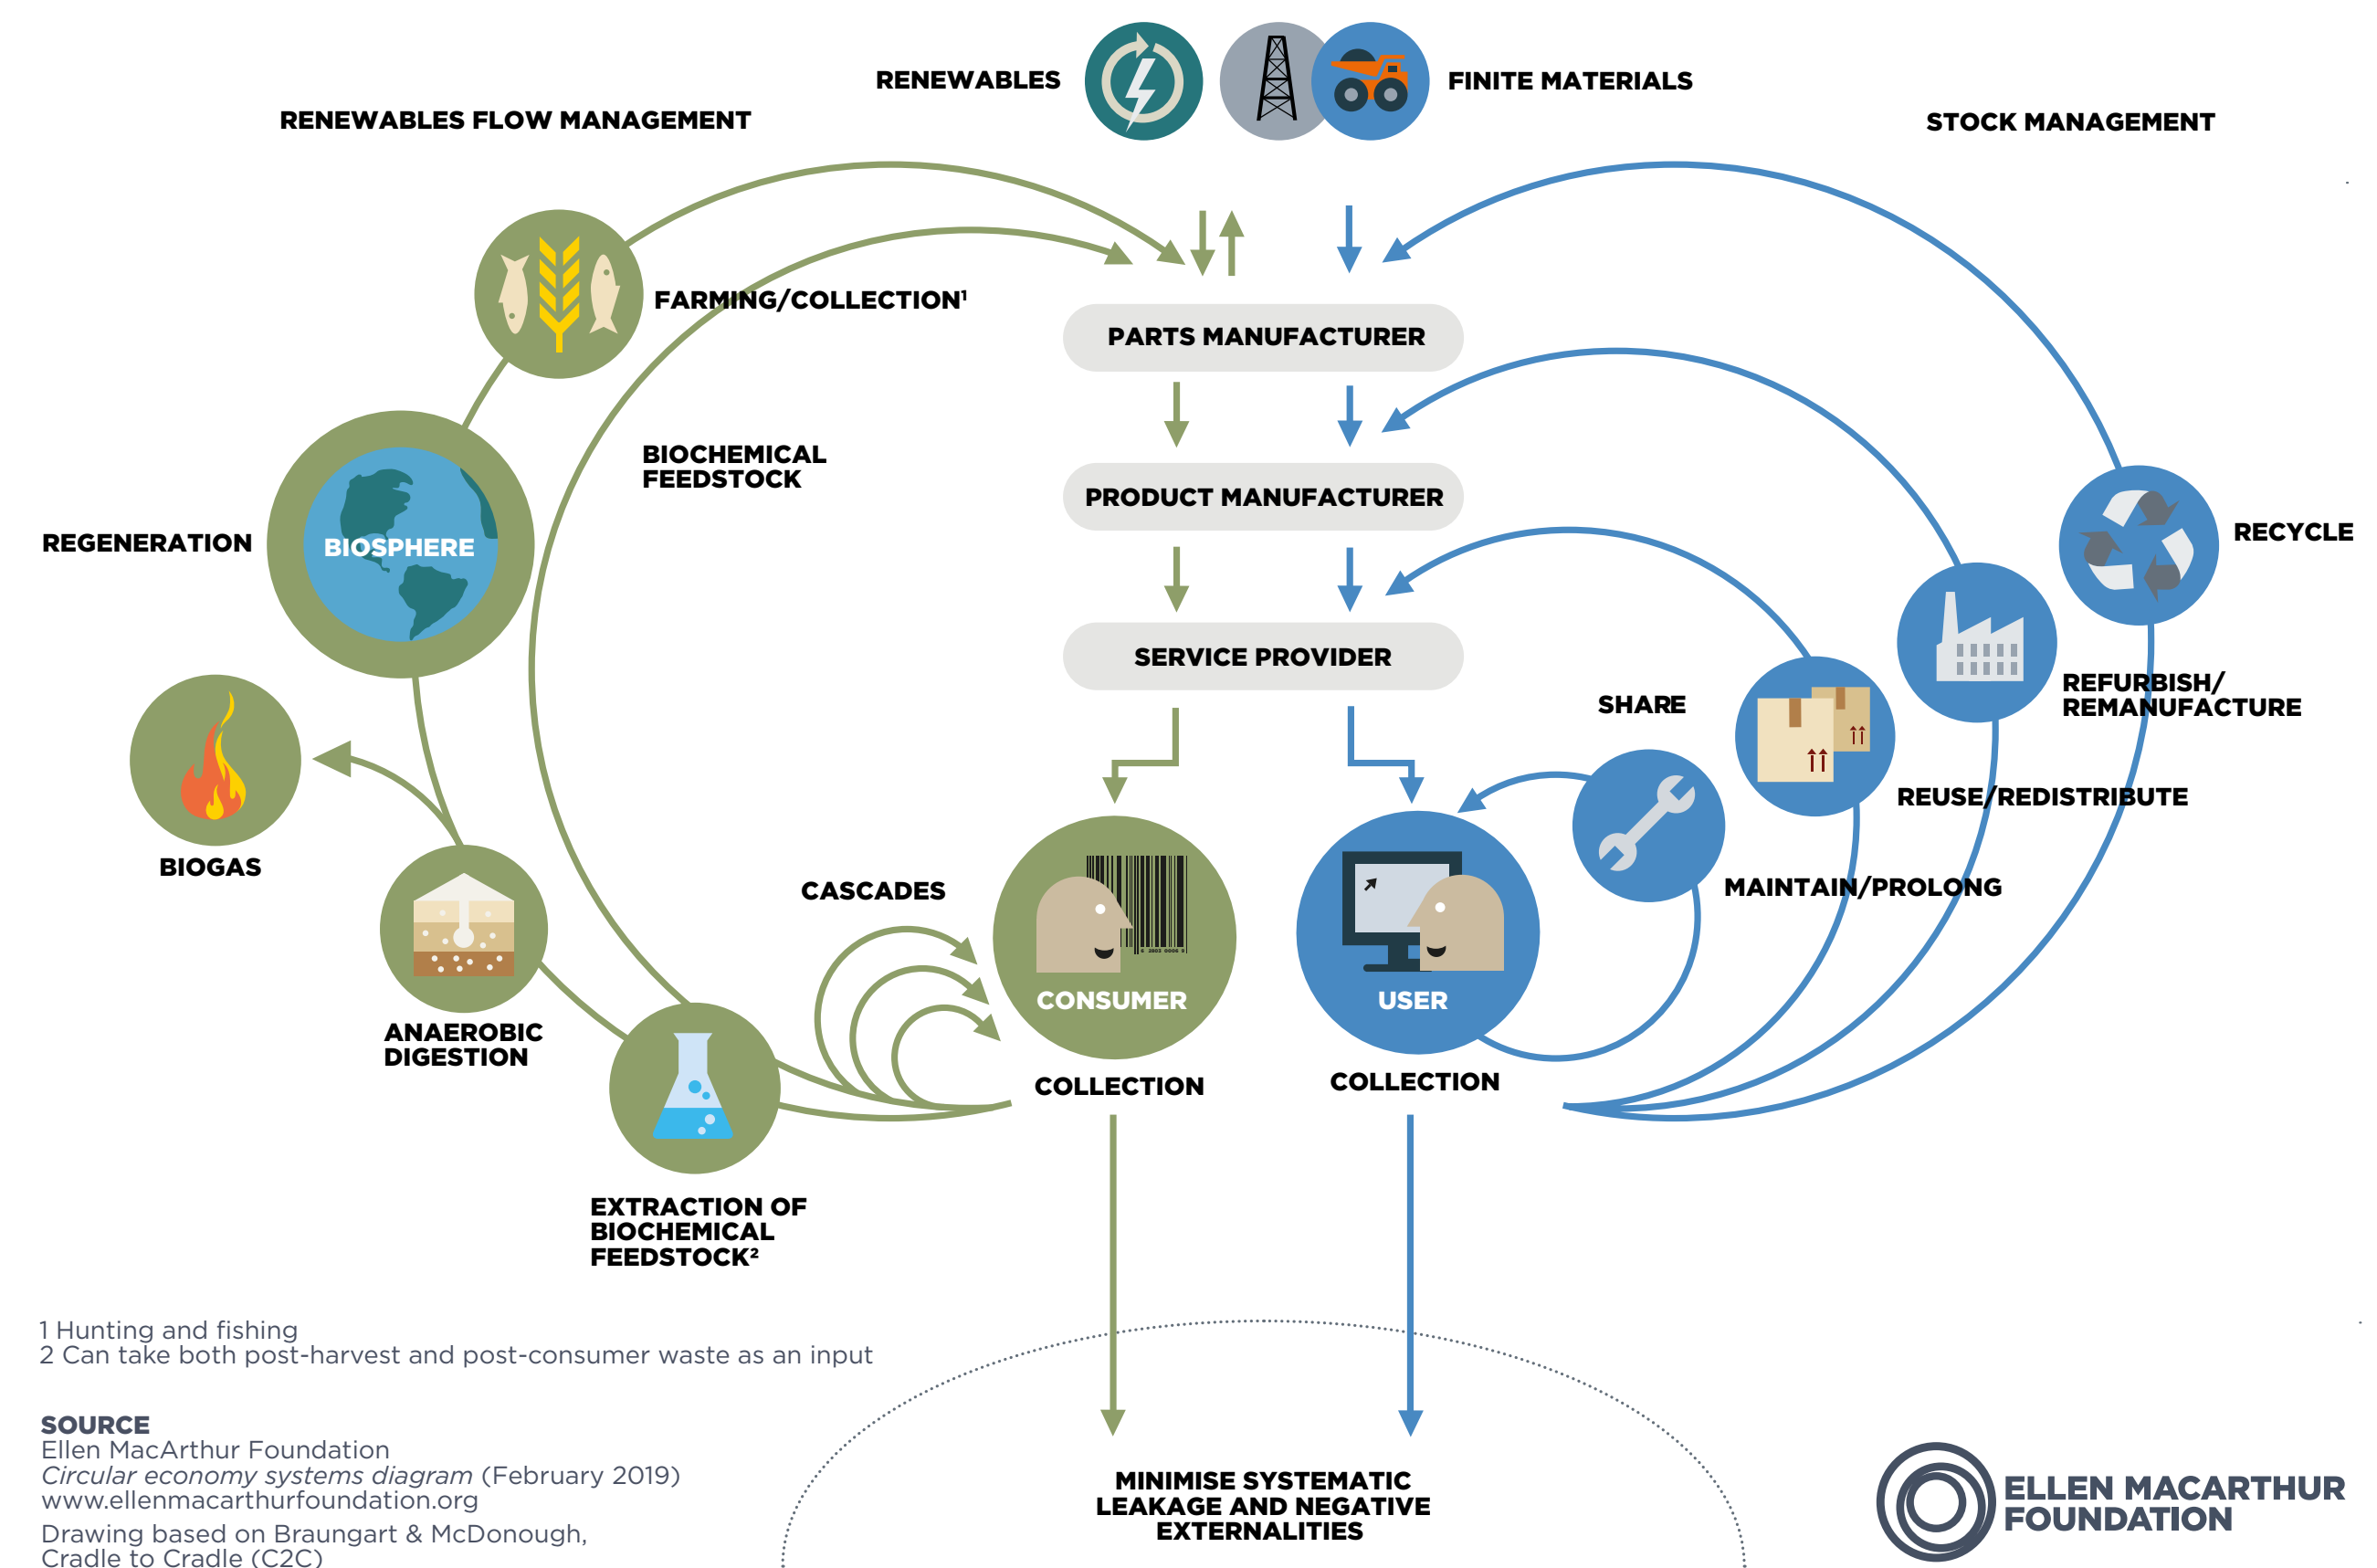 RENEWABLES
FINITE MATERIALS
RENEWABLES FLOW MANAGEMENT
STOCK MANAGEMENT
FARMING/COLLECTION¹
PARTS MANUFACTURER
BIOCHEMICAL
FEEDSTOCK
PRODUCT MANUFACTURER
REGENERATION
BIOSPHERE
RECYCLE
SERVICE PROVIDER
REFURBISH/
REMANUFACTURE
SHARE
REUSE/REDISTRIBUTE
BIOGAS
CASCADES
MAINTAIN/PROLONG
CONSUMER
USER
ANAEROBIC
DIGESTION
COLLECTION
COLLECTION
EXTRACTION OF
BIOCHEMICAL
FEEDSTOCK²
1 Hunting and fishing
2 Can take both post-harvest and post-consumer waste as an input
SOURCE
Ellen MacArthur Foundation
Circular economy systems diagram (February 2019)
www.ellenmacarthurfoundation.org
Drawing based on Braungart & McDonough,
Cradle to Cradle (C2C)
MINIMISE SYSTEMATIC
LEAKAGE AND NEGATIVE
EXTERNALITIES
ELLEN MACARTHUR
FOUNDATION